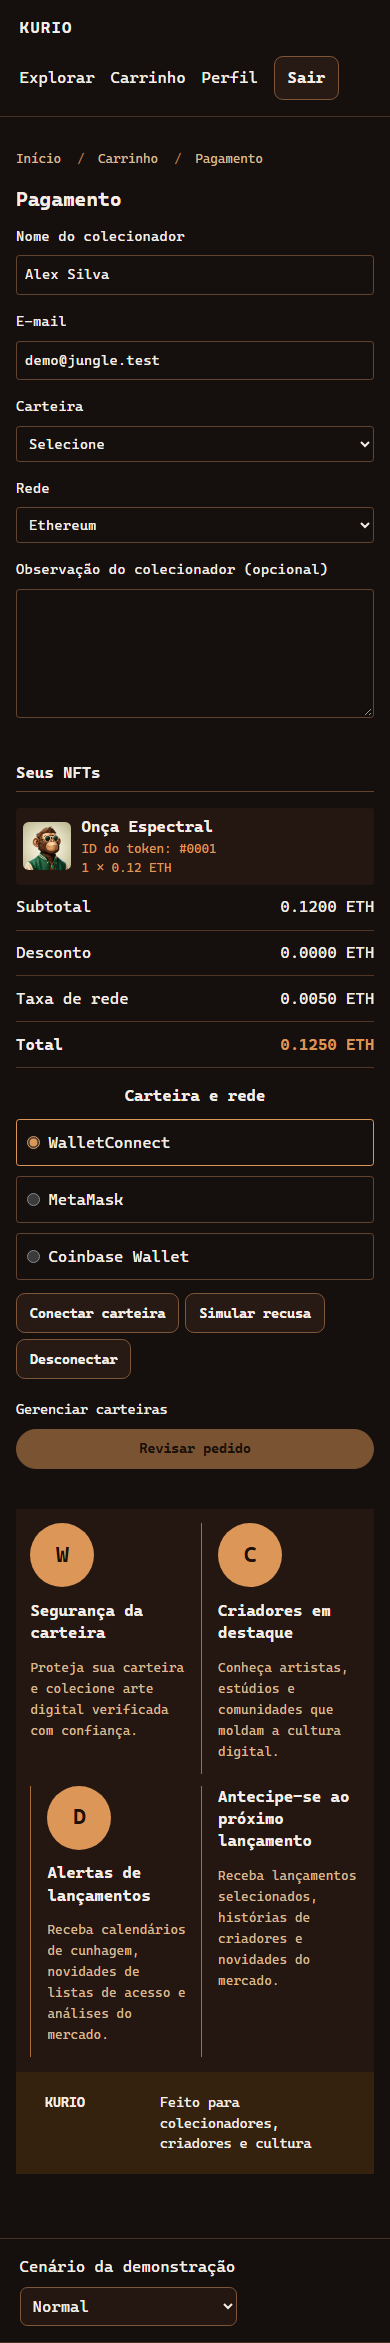 KURIO
Explorar Carrinho Perfil Sair
Início / Carrinho / Pagamento
Pagamento
Nome do colecionador
Alex Silva
E-mail
demo@jungle.test
Carteira
Selecione
Rede
Ethereum
Observação do colecionador (opcional)
Seus NFTs
Onça Espectral
ID do token: #0001
1 × 0.12 ETH
Subtotal 0.1200 ETH
Desconto 0.0000 ETH
Taxa de rede 0.0050 ETH
Total 0.1250 ETH
Carteira e rede
WalletConnect
MetaMask
Coinbase Wallet
Conectar carteira Simular recusa
Desconectar
Gerenciar carteiras
Revisar pedido
W
Segurança da
carteira
Proteja sua carteira
e colecione arte
digital verificada
com confiança.
C
Criadores em
destaque
Conheça artistas,
estúdios e
comunidades que
moldam a cultura
digital.
D
Alertas de
lançamentos
Receba calendários
de cunhagem,
novidades de
listas de acesso e
análises do
mercado.
Antecipe-se ao
próximo
lançamento
Receba lançamentos
selecionados,
histórias de
criadores e
novidades do
mercado.
KURIO
Feito para
colecionadores,
criadores e cultura
Cenário da demonstração
Normal